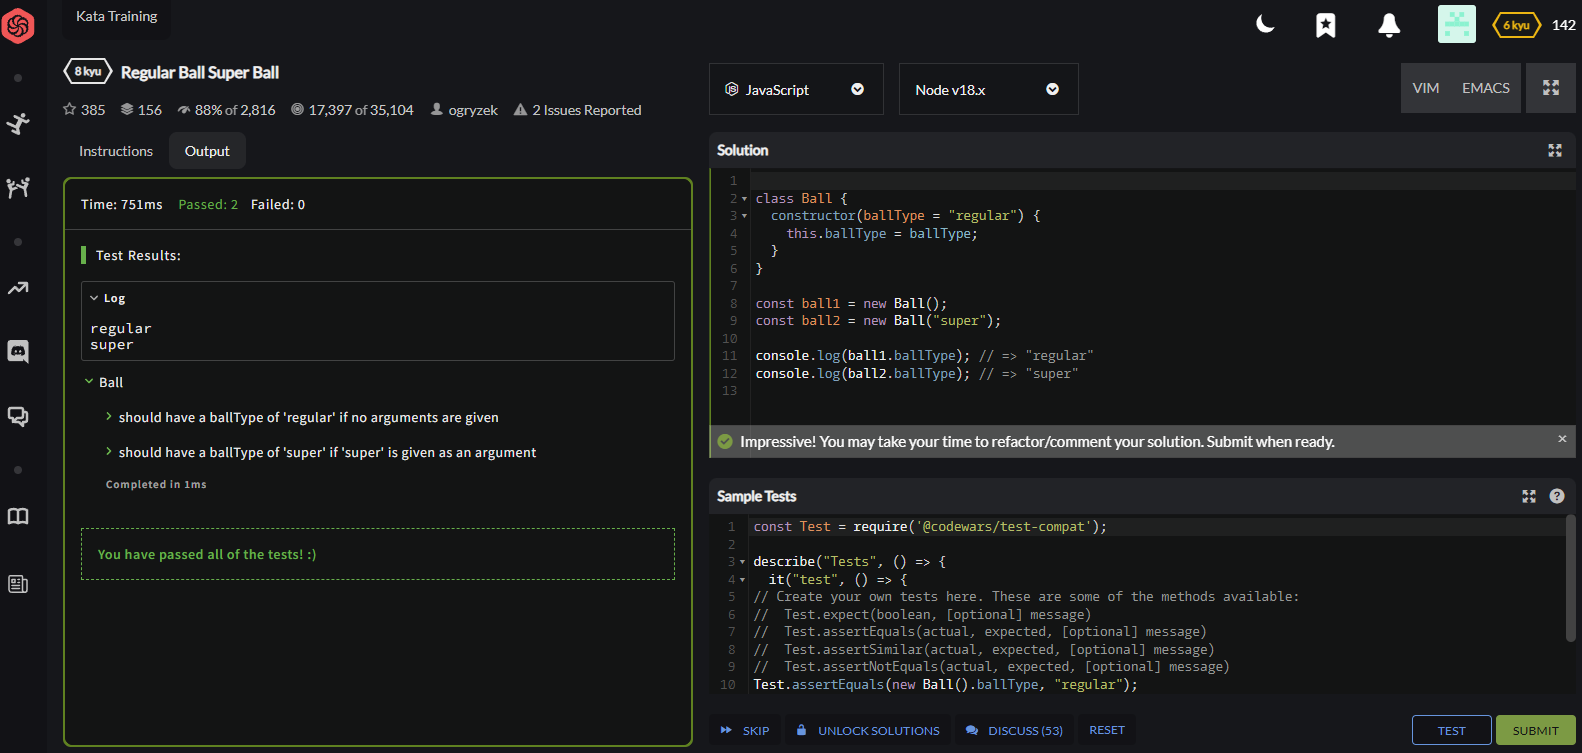 Kata Training
6 kyu
142
8 kyu
Regular Ball Super Ball
385 156 88% of 2,816 17,397 of 35,104 ogryzek 2 Issues Reported
Instructions
Output
Time: 751ms Passed: 2 Failed: 0
Test Results:
Log
regular
super
Ball
should have a ballType of 'regular' if no arguments are given
should have a ballType of 'super' if 'super' is given as an argument
Completed in 1ms
You have passed all of the tests! :)
JavaScript
Node v18.x
VIM
EMACS
Solution
1
2 class Ball {
3   constructor(ballType = "regular") {
4     this.ballType = ballType;
5   }
6 }
7
8 const ball1 = new Ball();
9 const ball2 = new Ball("super");
10
11 console.log(ball1.ballType); // => "regular"
12 console.log(ball2.ballType); // => "super"
13
Impressive! You may take your time to refactor/comment your solution. Submit when ready.
×
Sample Tests
?
1 const Test = require('@codewars/test-compat');
2
3 describe("Tests", () => {
4   it("test", () => {
5 // Create your own tests here. These are some of the methods available:
6 //  Test.expect(boolean, [optional] message)
7 //  Test.assertEquals(actual, expected, [optional] message)
8 //  Test.assertSimilar(actual, expected, [optional] message)
9 //  Test.assertNotEquals(actual, expected, [optional] message)
10 Test.assertEquals(new Ball().ballType, "regular");
SKIP
UNLOCK SOLUTIONS
DISCUSS (53)
RESET
TEST
SUBMIT